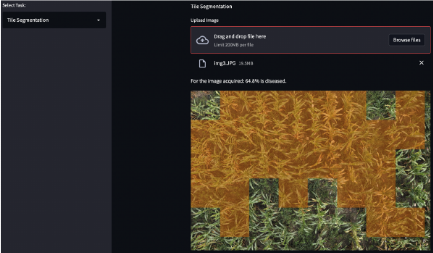 Select Task:
Tile Segmentation
Tile Segmentation
Upload Image
Drag and drop file here
Limit 200MB per file
Browse Files
Img3.JPG
For the image acquired: 64.8% is diseased.